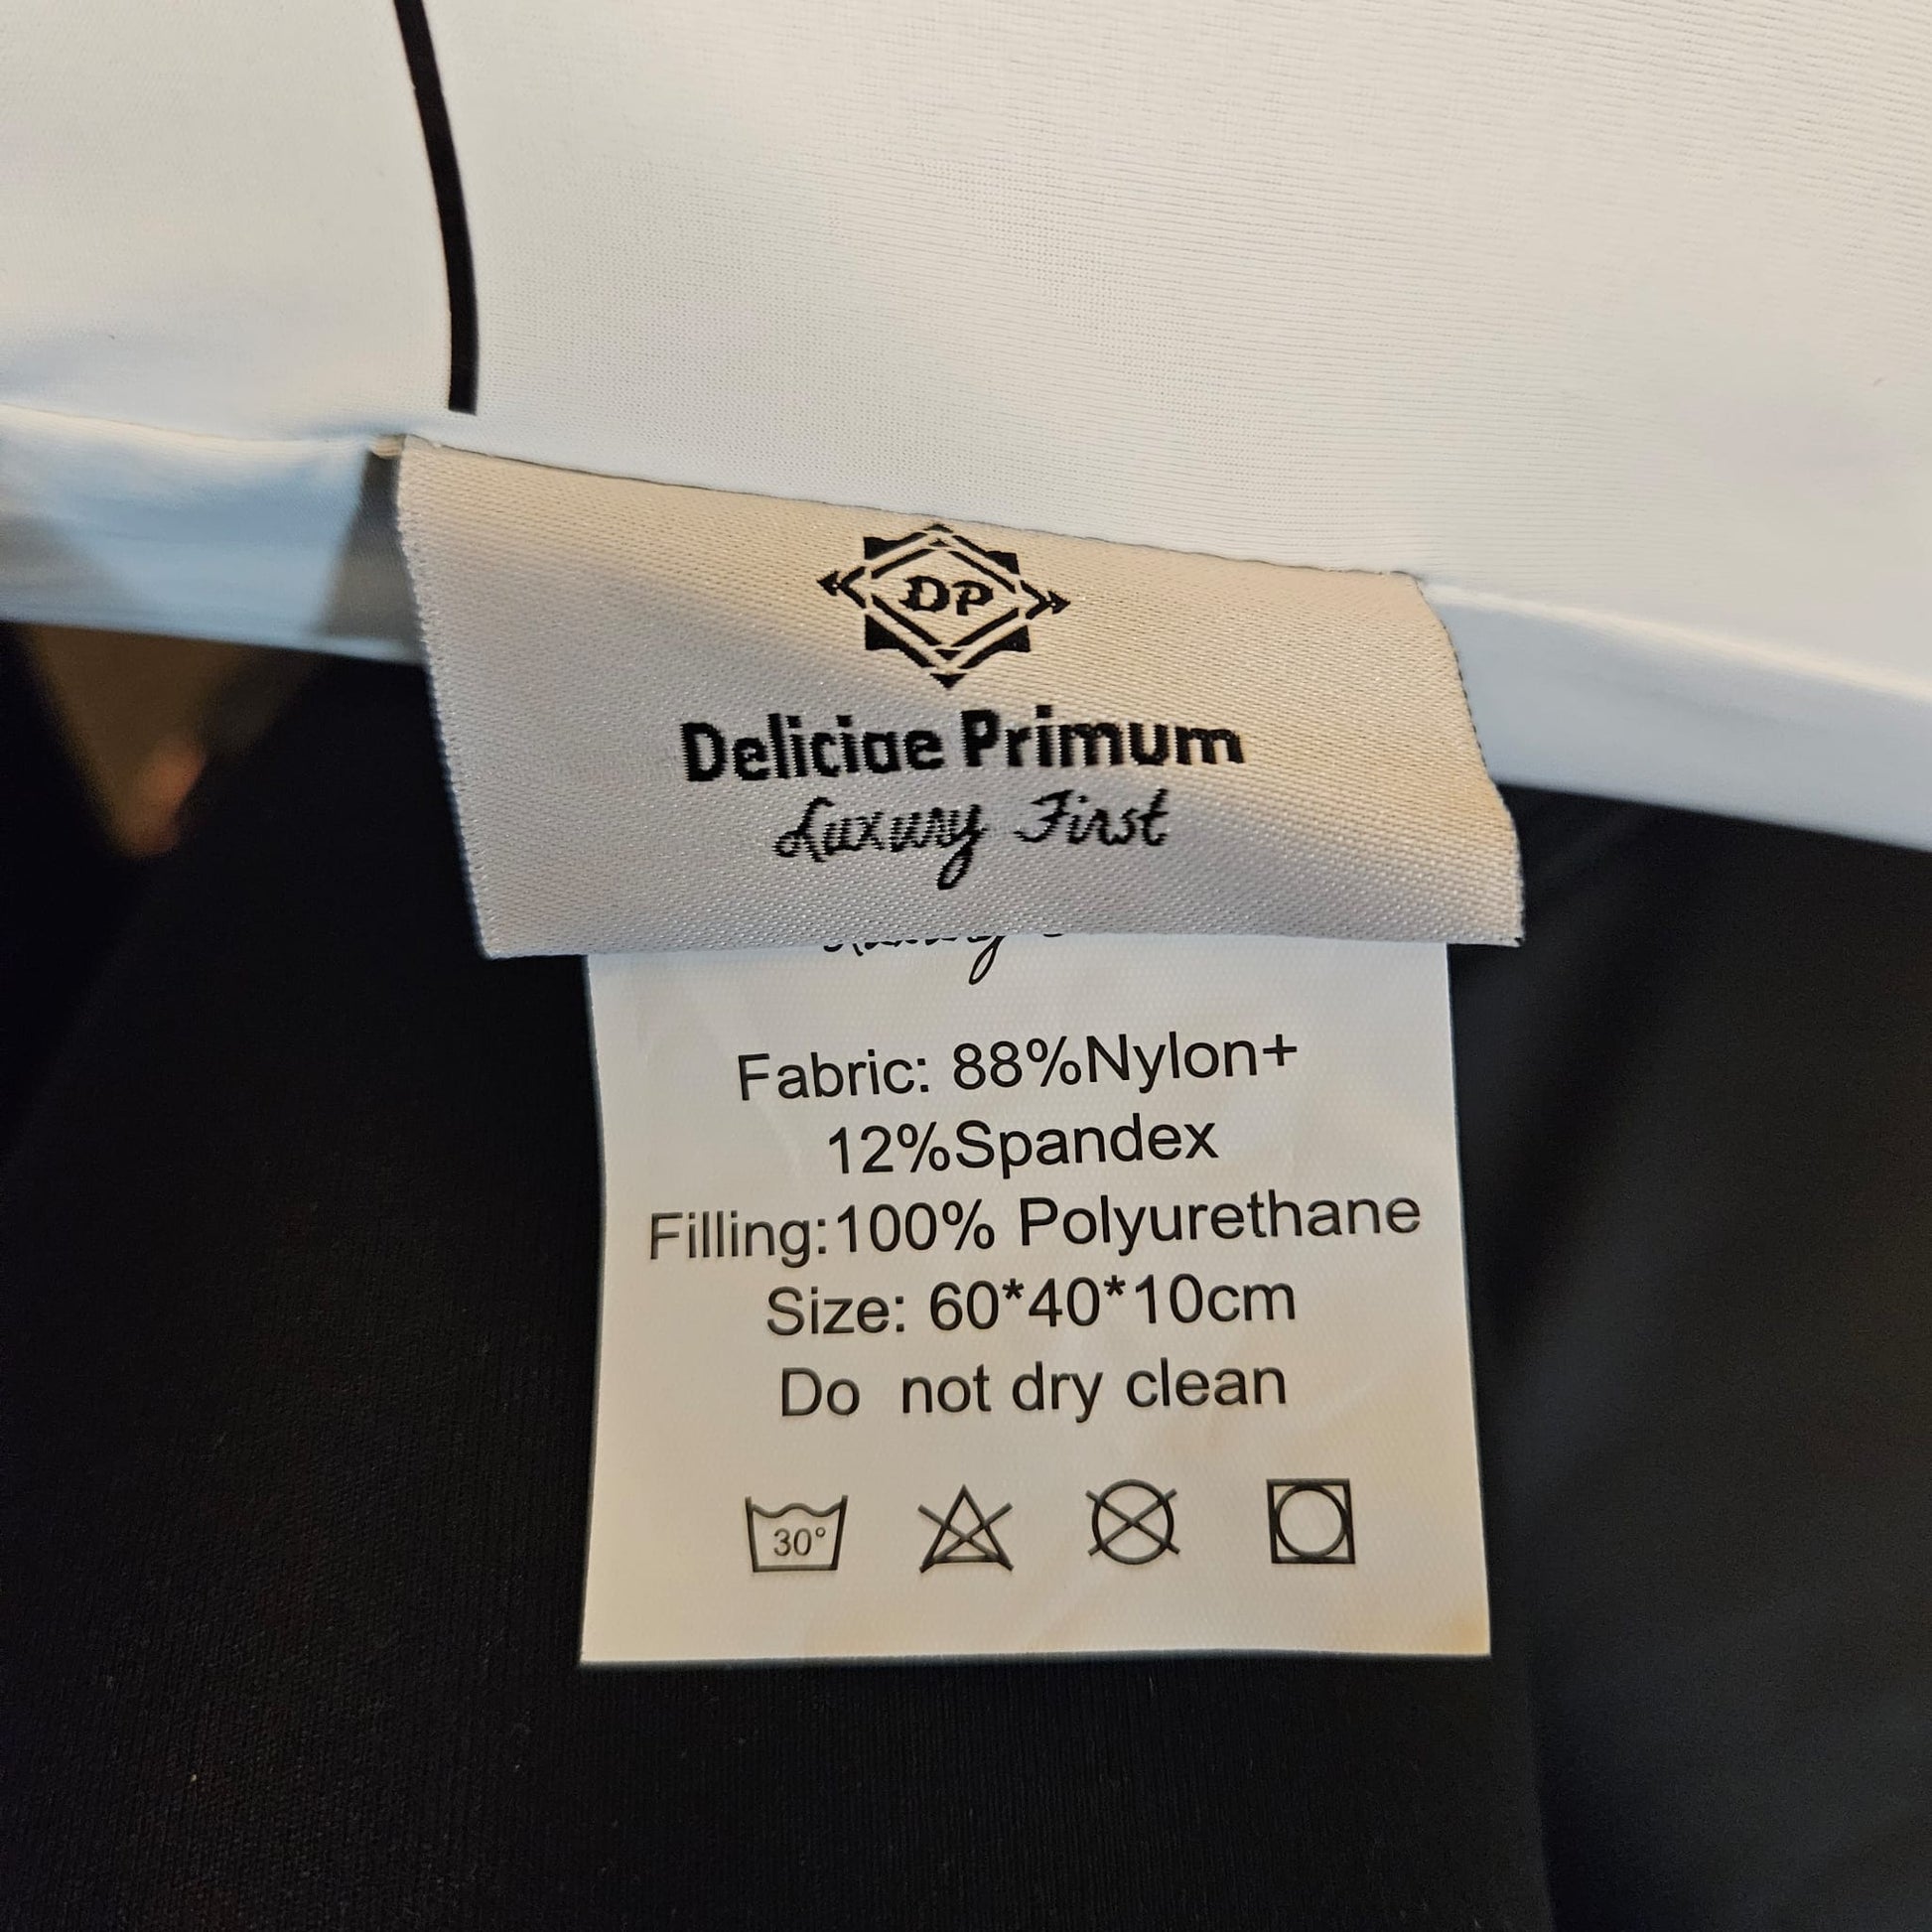 DP
Deliciae Primum
Luxury First
Fabric: 88%Nylon+
12%Spandex
Filling:100% Polyurethane
Size: 60*40*10cm
Do not dry clean
30°